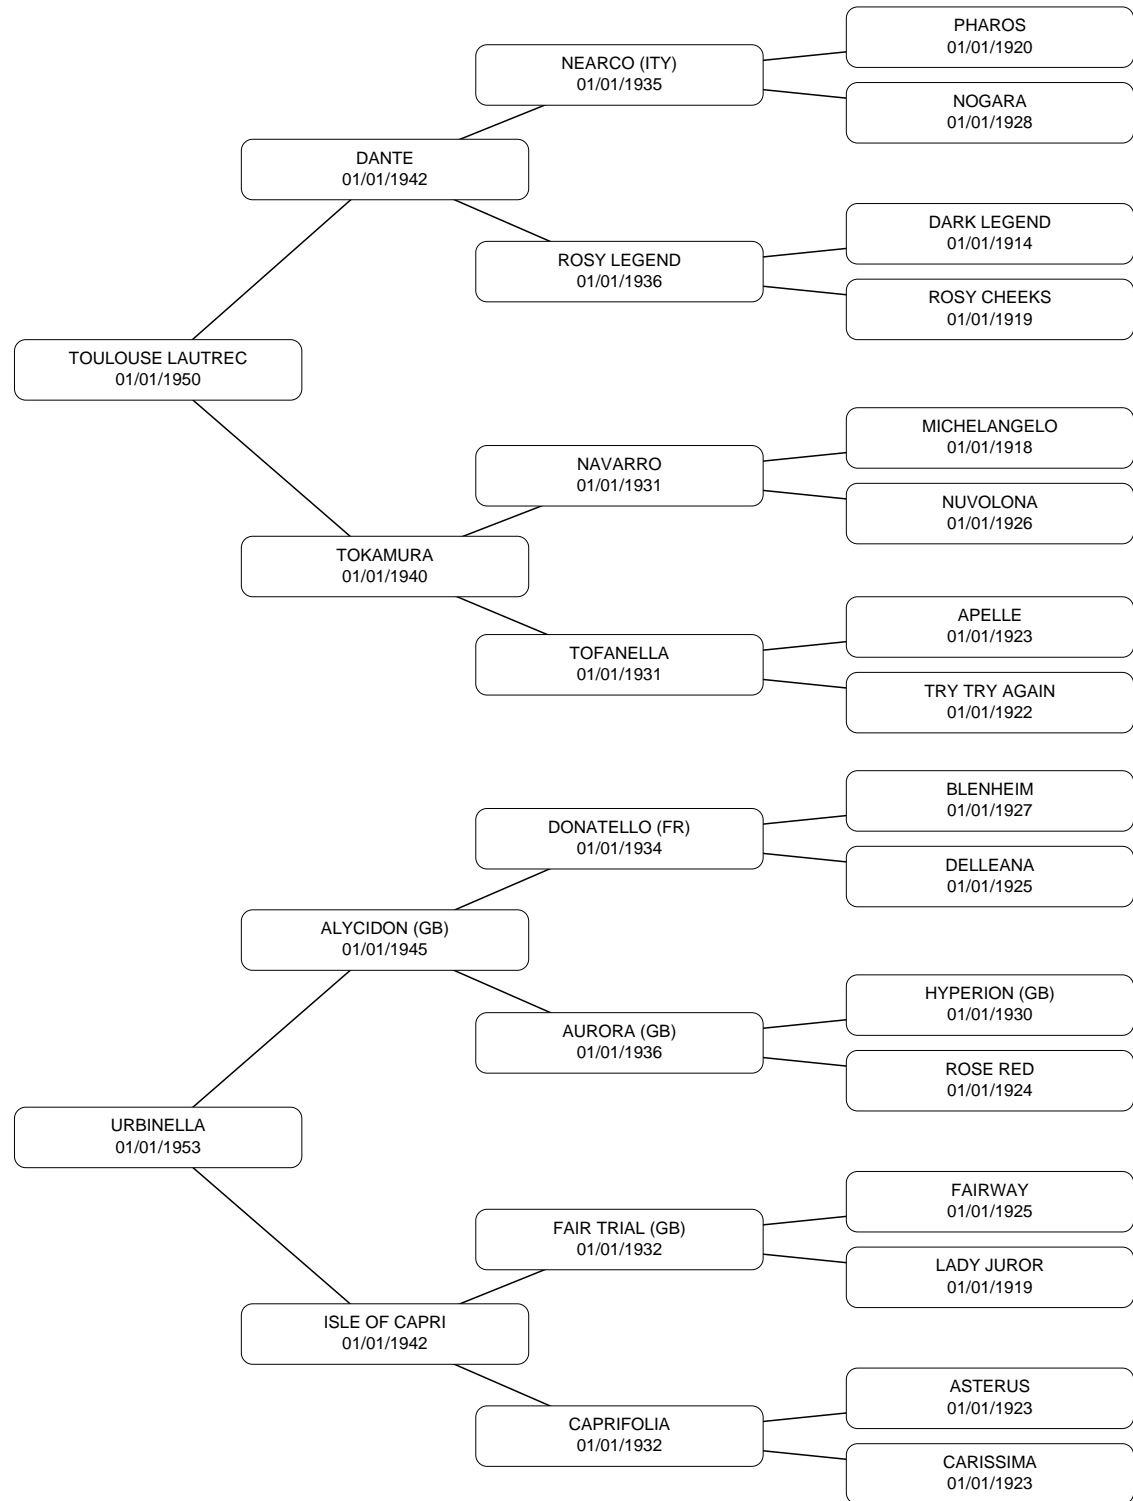 PHAROS
01/01/1920
NEARCO (ITY)
01/01/1935
NOGARA
01/01/1928
DANTE
01/01/1942
DARK LEGEND
01/01/1914
ROSY LEGEND
01/01/1936
ROSY CHEEKS
01/01/1919
TOULOUSE LAUTREC
01/01/1950
MICHELANGELO
01/01/1918
NAVARRO
01/01/1931
NUVOLONA
01/01/1926
TOKAMURA
01/01/1940
APELLE
01/01/1923
TOFANELLA
01/01/1931
TRY TRY AGAIN
01/01/1922
BLENHEIM
01/01/1927
DONATELLO (FR)
01/01/1934
DELLEANA
01/01/1925
ALYCIDON (GB)
01/01/1945
HYPERION (GB)
01/01/1930
AURORA (GB)
01/01/1936
ROSE RED
01/01/1924
URBINELLA
01/01/1953
FAIRWAY
01/01/1925
FAIR TRIAL (GB)
01/01/1932
LADY JUROR
01/01/1919
ISLE OF CAPRI
01/01/1942
ASTERUS
01/01/1923
CAPRIFOLIA
01/01/1932
CARISSIMA
01/01/1923